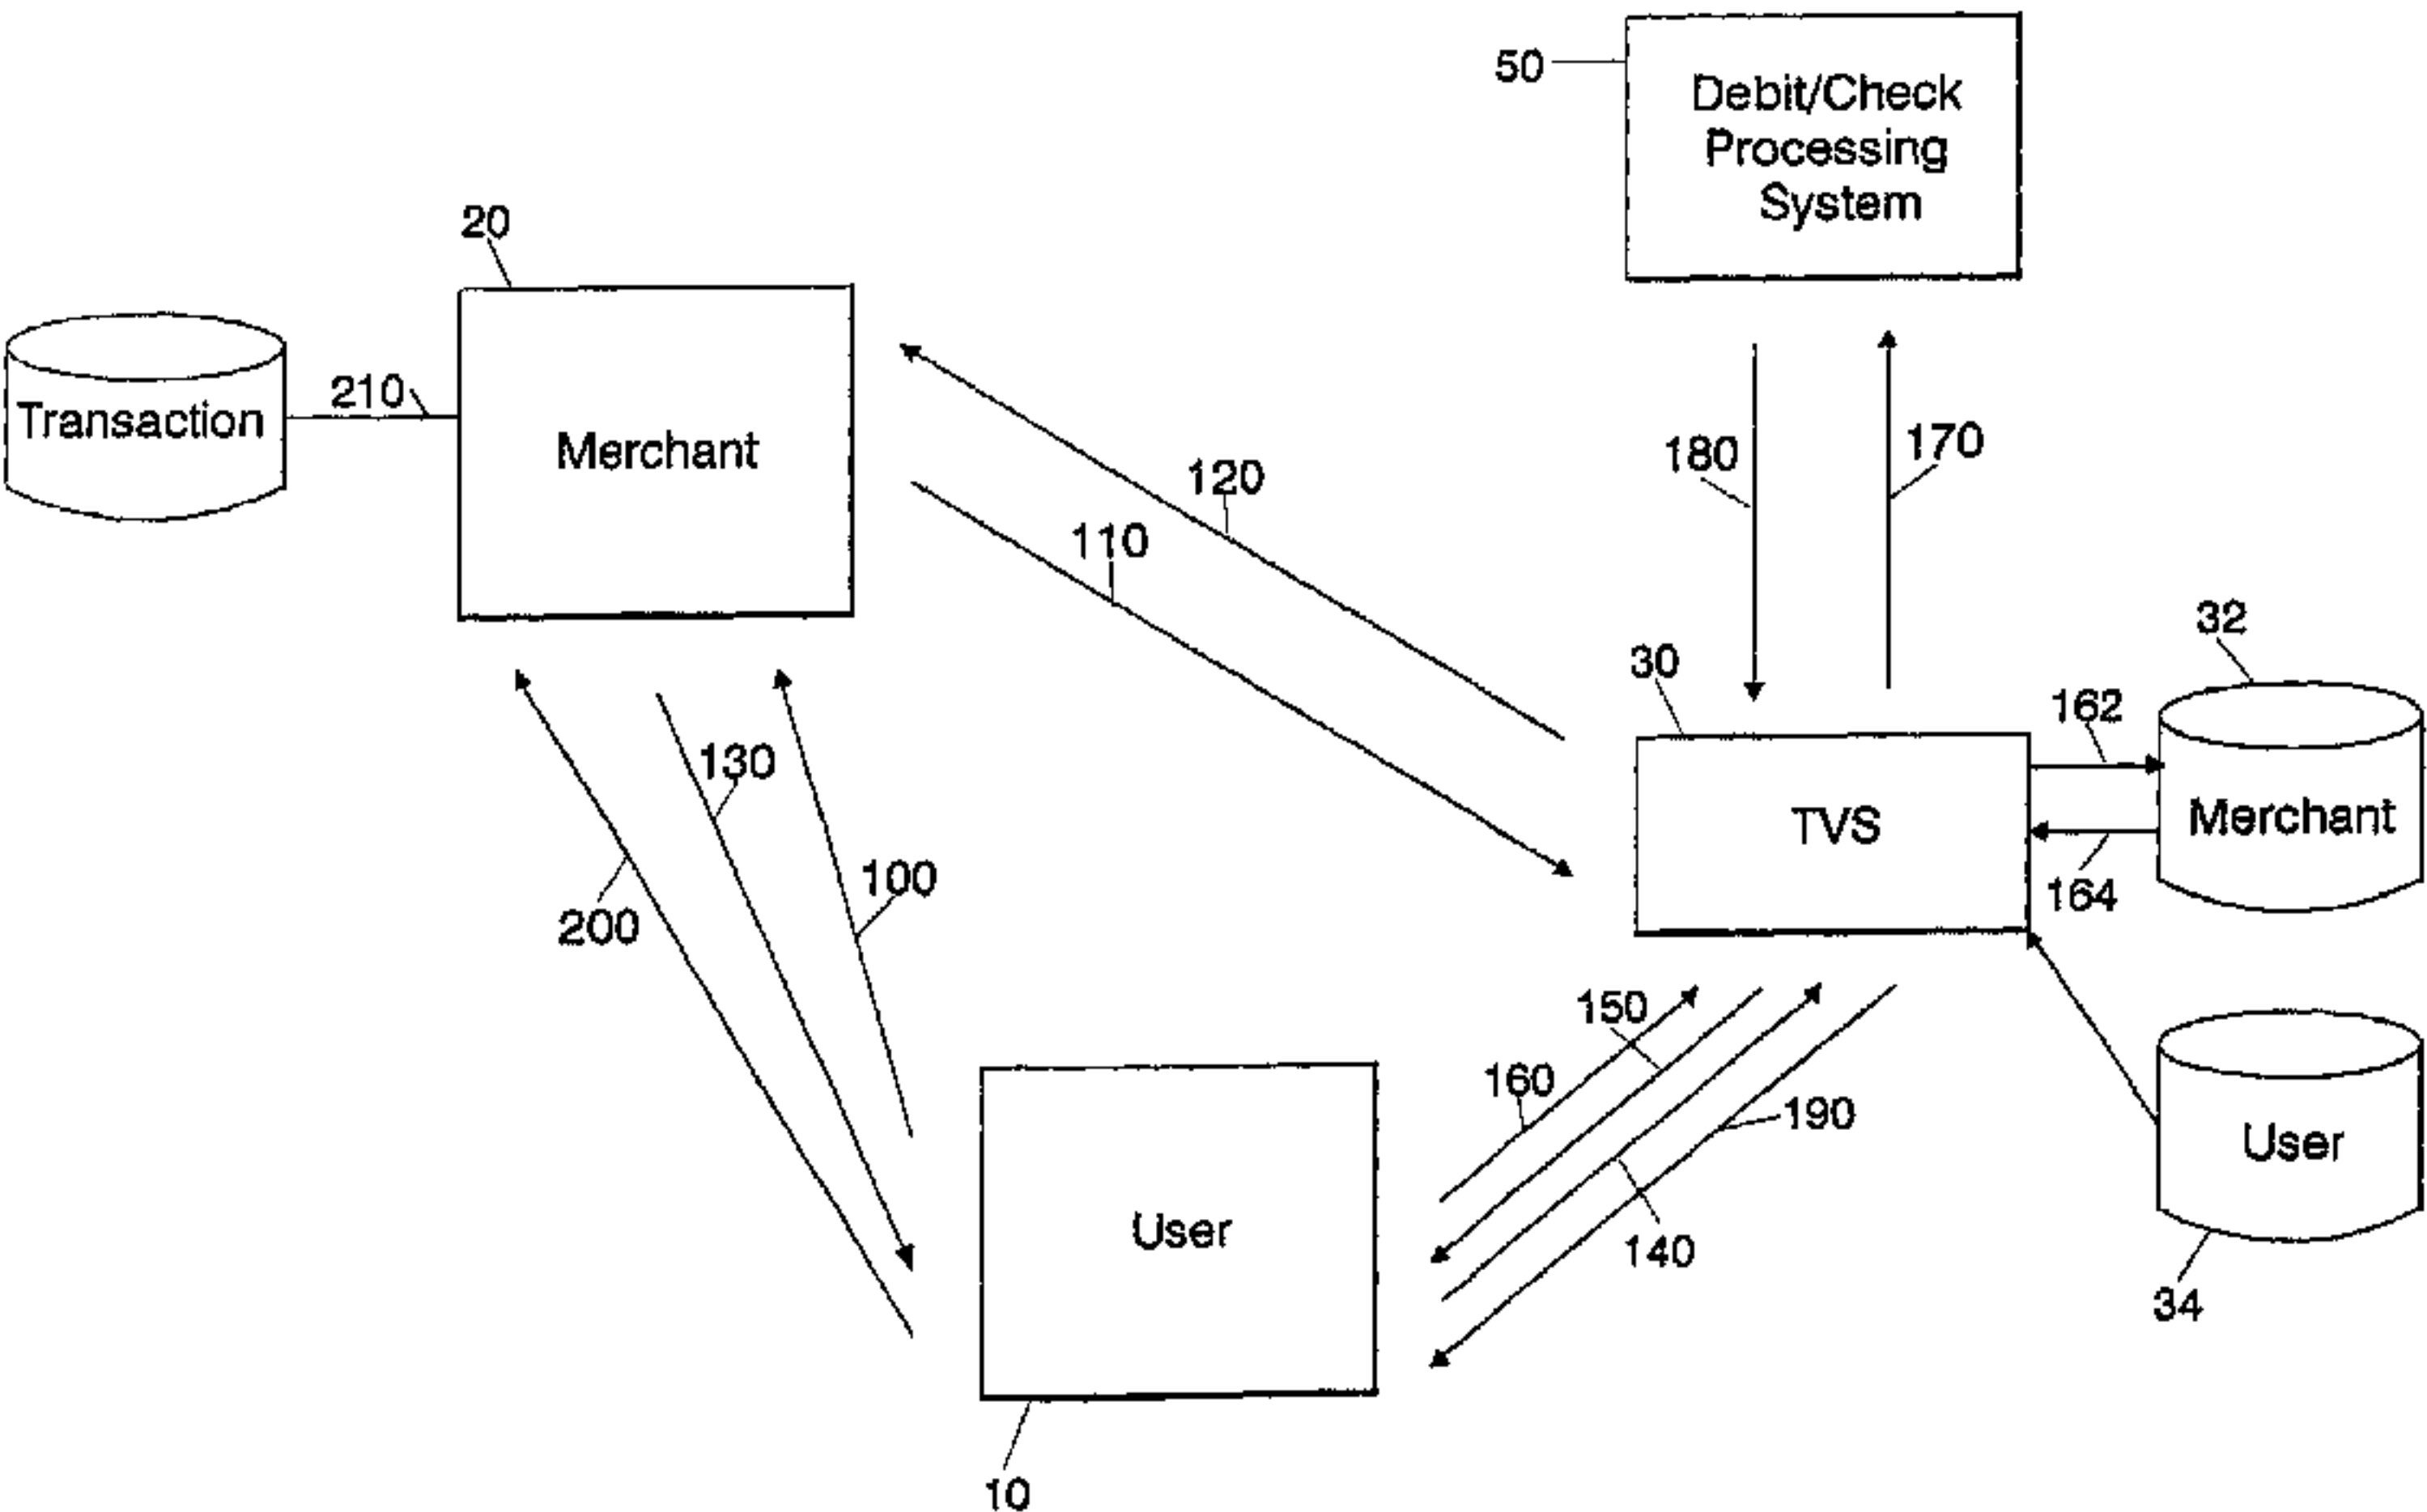 50
Debit/Check
Processing
System
20
Transaction
210
Merchant
120
110
180
170
30
32
162
TVS
Merchant
164
130
100
200
150
160
190
140
User
User
34
10